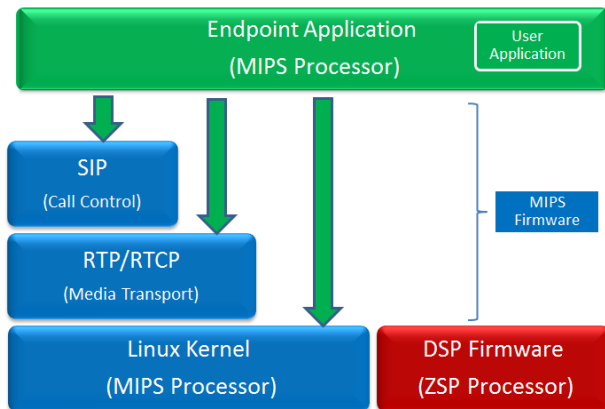 Endpoint Application
(MIPS Processor)
User
Application
SIP
(Call Control)
MIPS
Firmware
RTP/RTCP
(Media Transport)
Linux Kernel
(MIPS Processor)
DSP Firmware
(ZSP Processor)